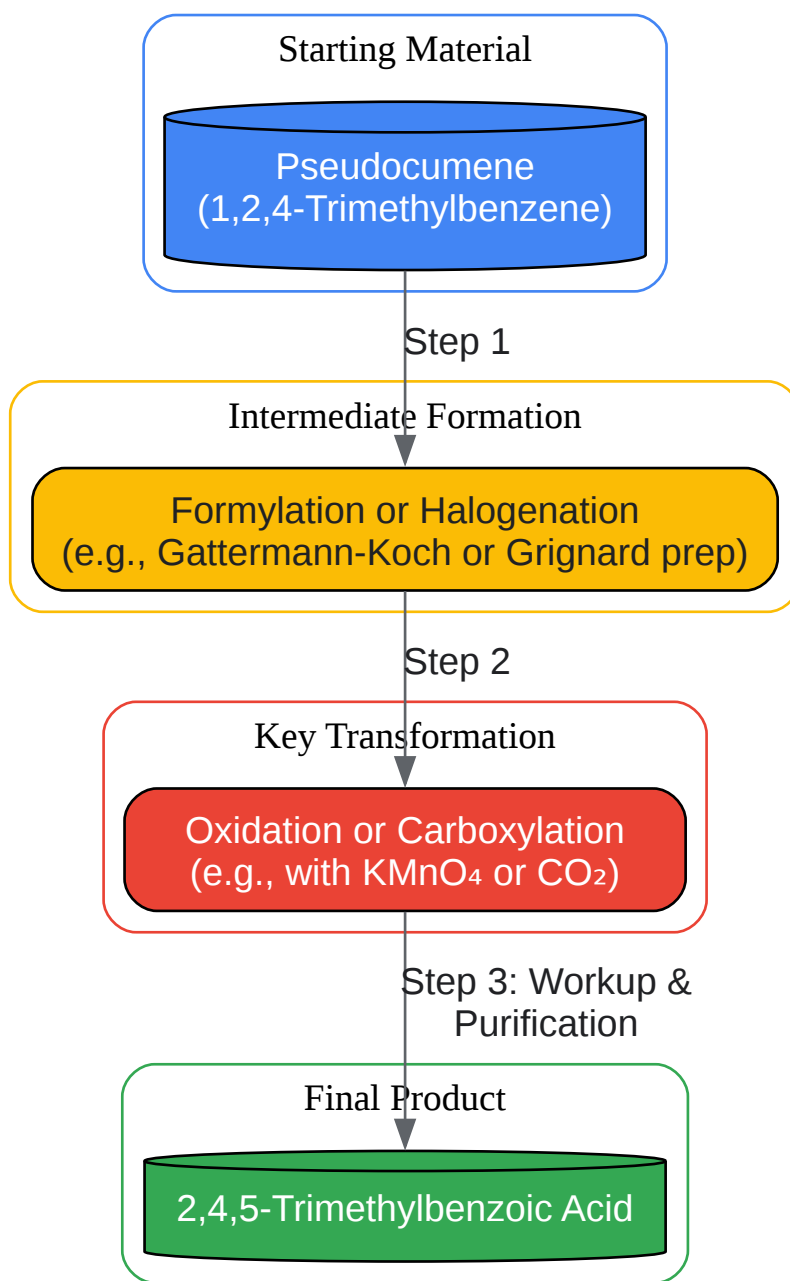 Starting Material
Pseudocumene
(1,2,4-Trimethylbenzene)
Step 1
Intermediate Formation
Formylation or Halogenation
(e.g., Gattermann-Koch or Grignard prep)
Step 2
Key Transformation
Oxidation or Carboxylation
(e.g., with KMnO₄ or CO₂)
Step 3: Workup &
Purification
Final Product
2,4,5-Trimethylbenzoic Acid